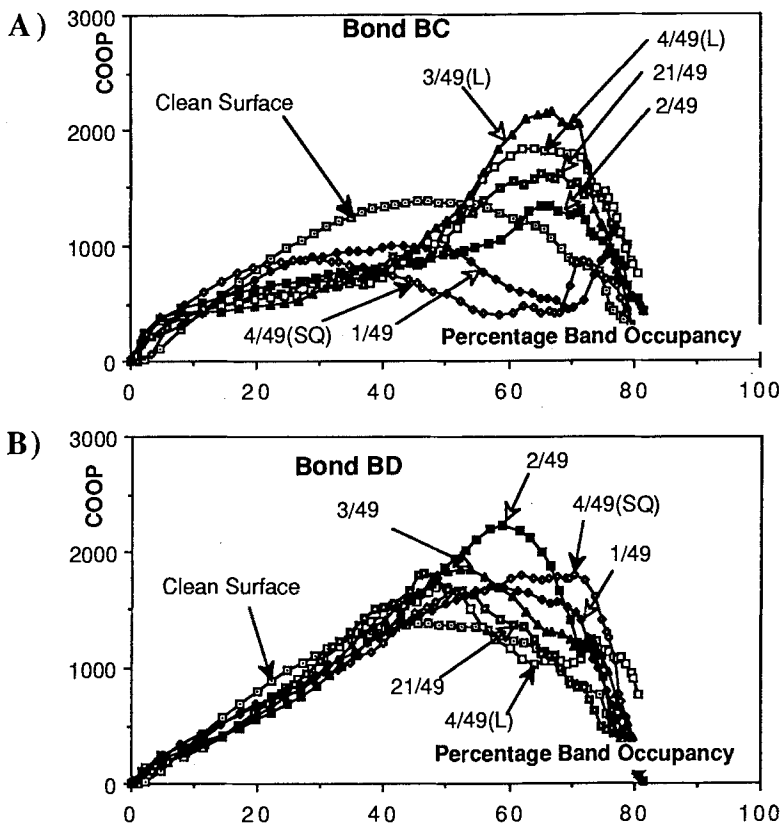 A)
3000
Bond BC
COOP
4/49(L)
3/49(L)
21/49
Clean Surface
2/49
2000
1000
4/49(SQ)
1/49
Percentage Band Occupancy
0
0 20 40 60 80 100
B)
3000
Bond BD
COOP
2/49
3/49
4/49(SQ)
2000
1/49
Clean Surface
1000
21/49
4/49(L)
Percentage Band Occupancy
0
0 20 40 60 80 100